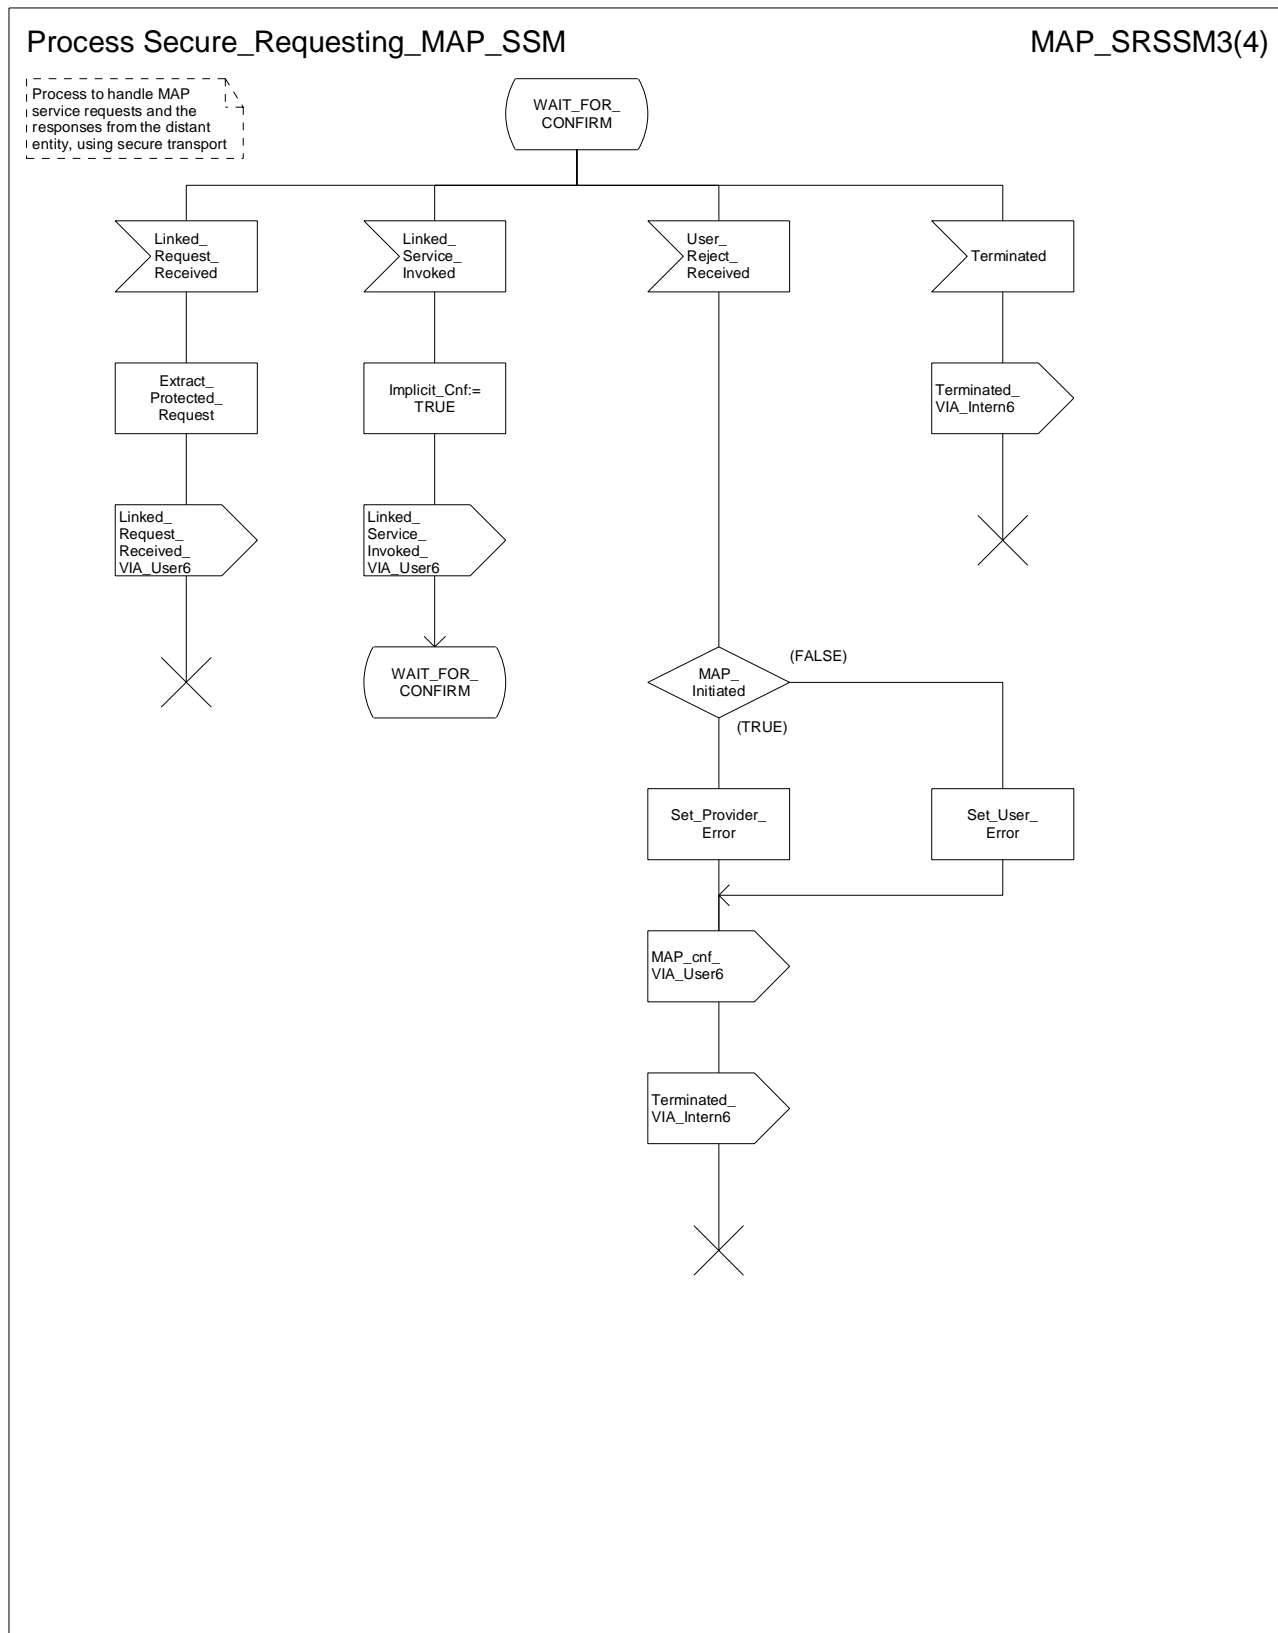 Process Secure_Requesting_MAP_SSM
MAP_SRSSM3(4)
Process to handle MAP
service requests and the
responses from the distant
entity, using secure transport
WAIT_FOR_
CONFIRM
Linked_
Request_
Received
Linked_
Service_
Invoked
User_
Reject_
Received
Terminated
Extract_
Protected_
Request
Implicit_Cnf:=
TRUE
Terminated_
VIA_Intern6
Linked_
Request_
Received_
VIA_User6
Linked_
Service_
Invoked_
VIA_User6
WAIT_FOR_
CONFIRM
MAP_
Initiated
(FALSE)
(TRUE)
Set_Provider_
Error
Set_User_
Error
MAP_cnf_
VIA_User6
Terminated_
VIA_Intern6